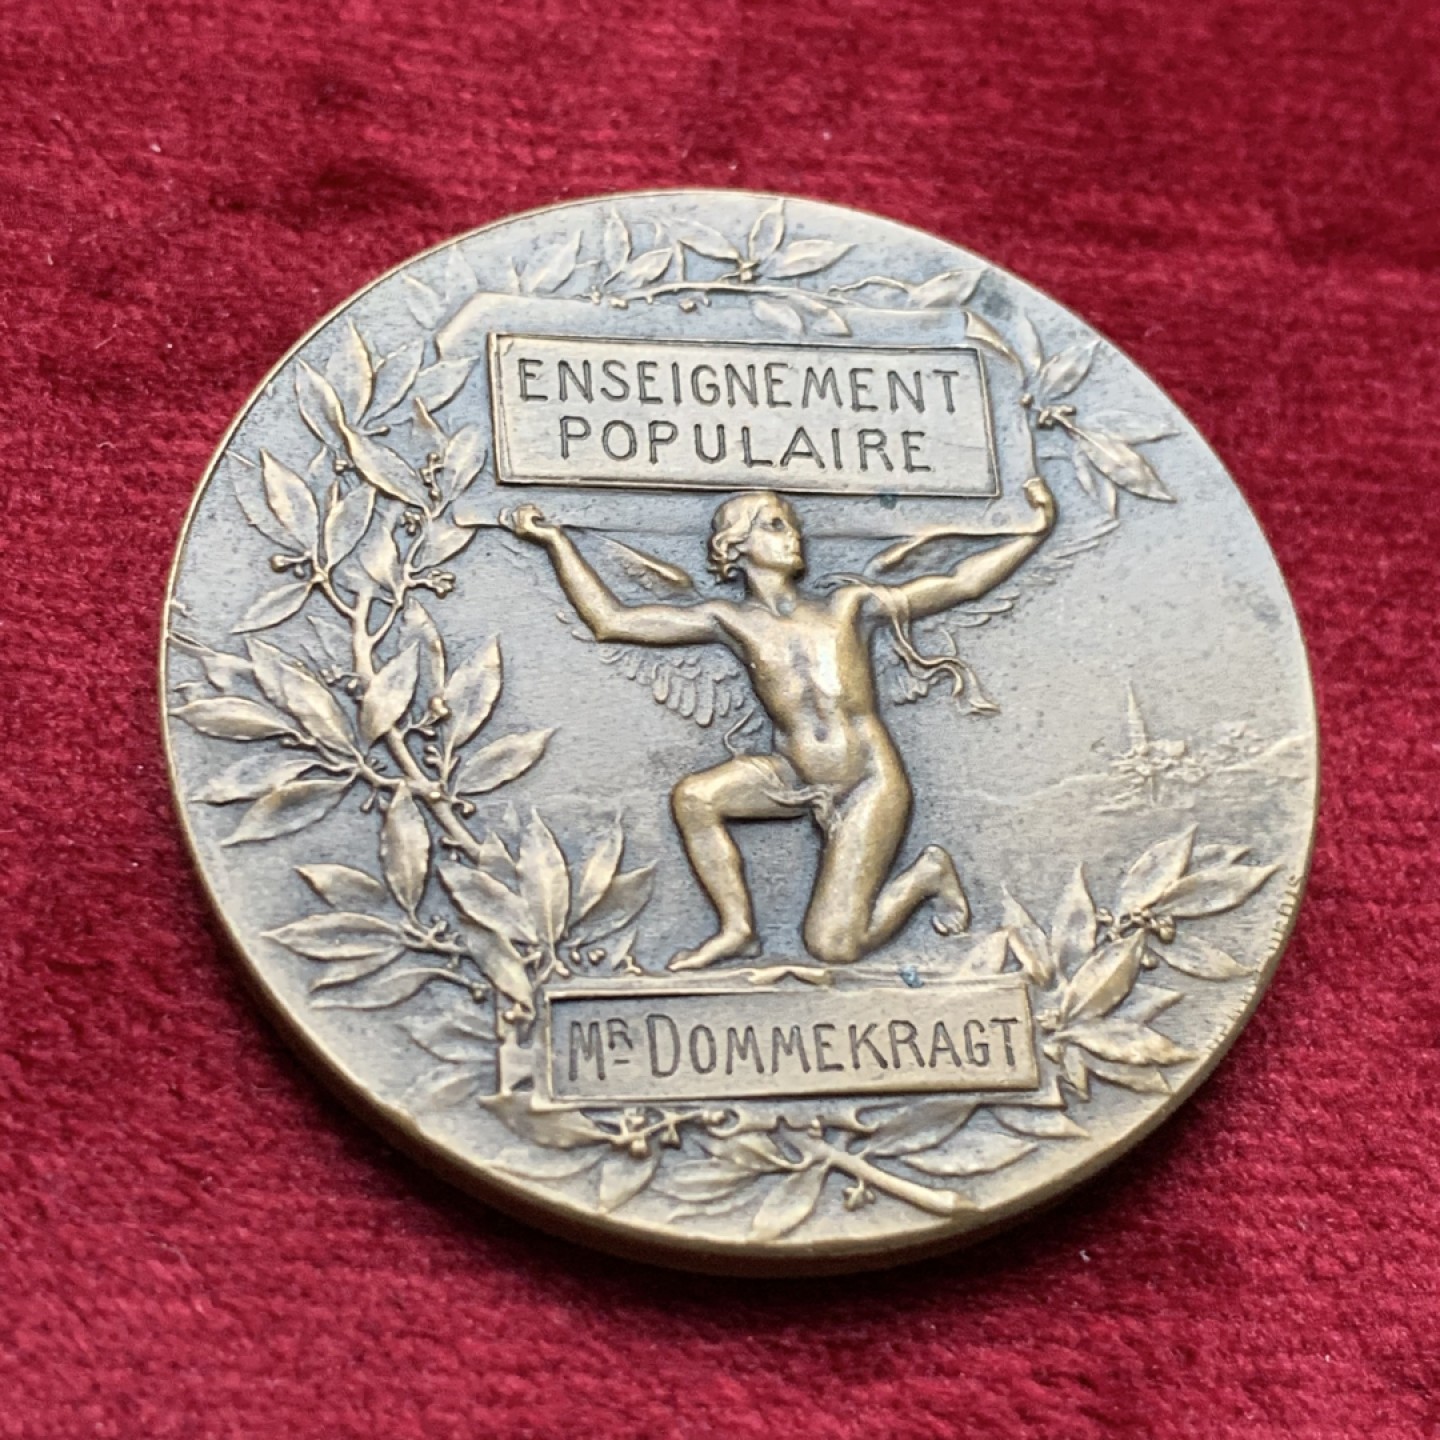 ENSEIGNEMENT
POPULAIRE
MR DOMMEKRAGT